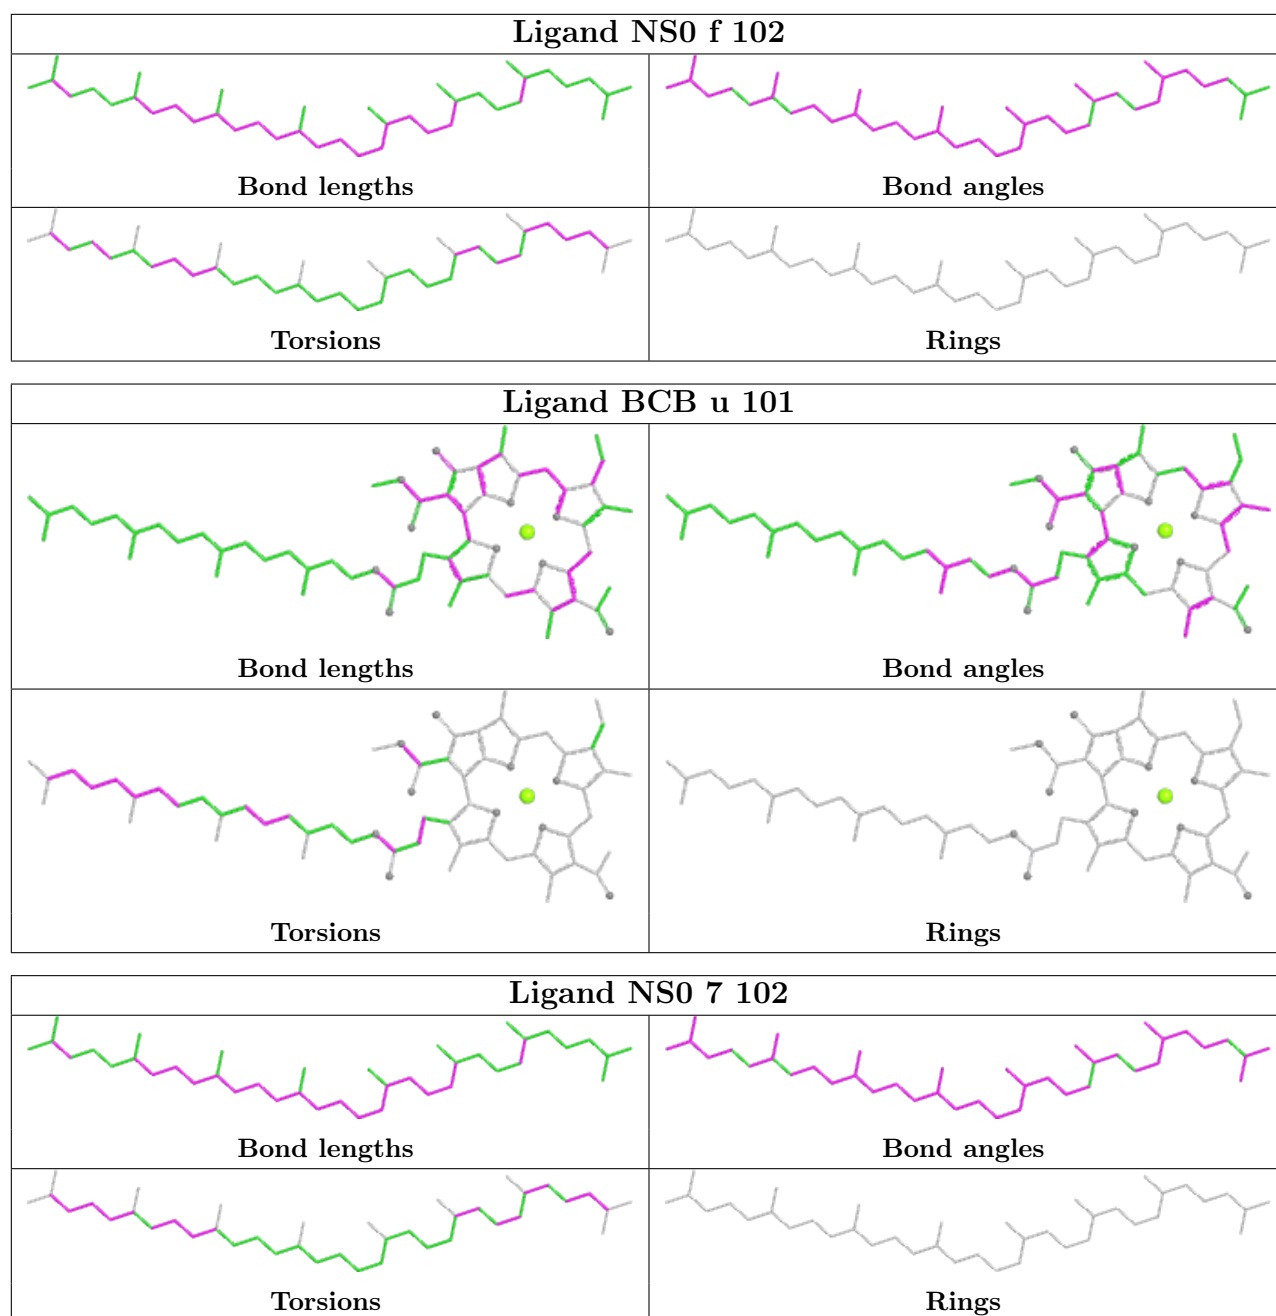 Ligand NS0 f 102
Bond lengths
Bond angles
Torsions
Rings
Ligand BCB u 101
Bond lengths
Bond angles
Torsions
Rings
Ligand NS0 7 102
Bond lengths
Bond angles
Torsions
Rings